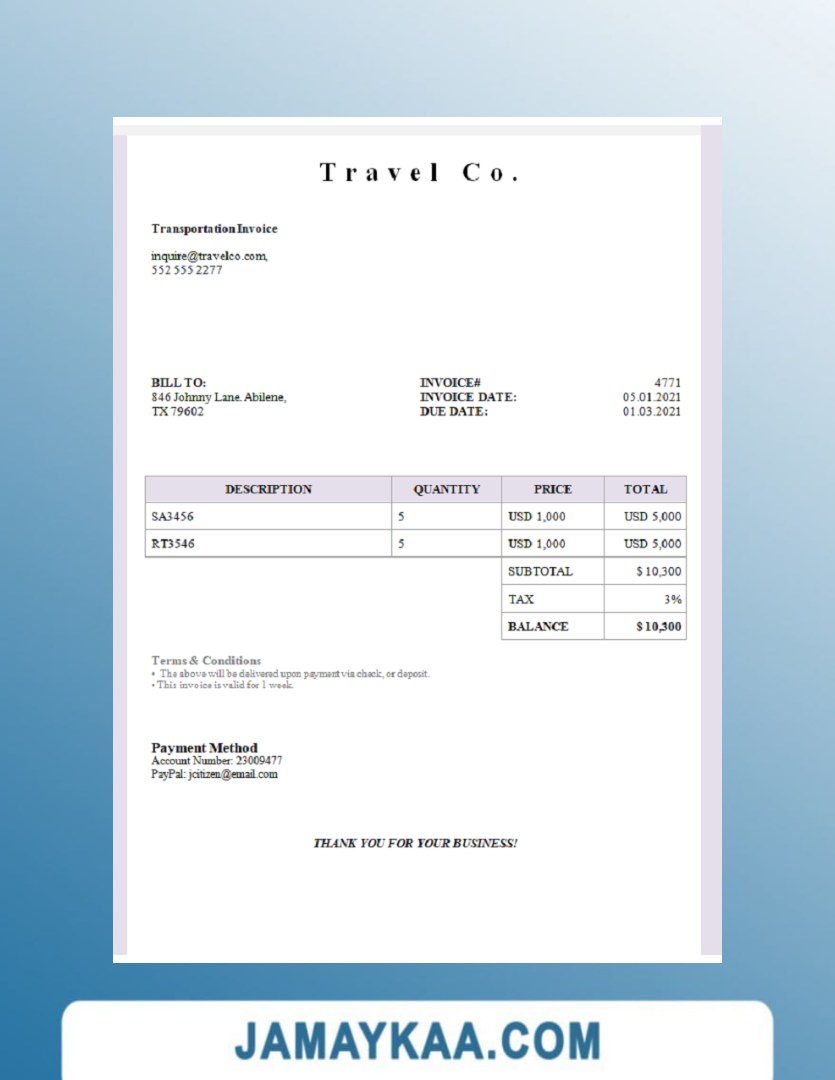 Travel Co.
Transportation Invoice
inquire@travelco.com,
552 555 2277
BILL TO:
846 Johnny Lane. Abilene,
TX 79602
INVOICE# 4771
INVOICE DATE: 05.01.2021
DUE DATE: 01.03.2021
DESCRIPTION QUANTITY PRICE TOTAL
SA3456 5 USD 1,000 USD 5,000
RT3546 5 USD 1,000 USD 5,000
SUBTOTAL $ 10,300
TAX 3%
BALANCE $ 10,300
Terms & Conditions
• The above will be delivered upon payment via check, or deposit.
• This invoice is valid for 1 week.
Payment Method
Account Number: 23009477
PayPal: jcitizen@email.com
THANK YOU FOR YOUR BUSINESS!
JAMAYKAA.COM